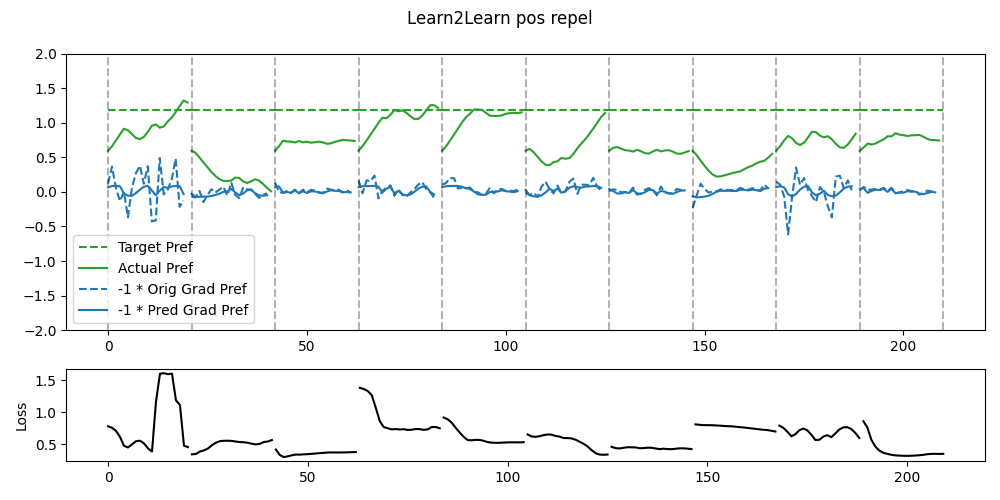 Learn2Learn pos repel
2.0
1.5
1.0
0.5
0.0
−0.5
−1.0
−1.5
−2.0
Target Pref
Actual Pref
-1 * Orig Grad Pref
-1 * Pred Grad Pref
0 50 100 150 200
Loss
1.5
1.0
0.5
0 50 100 150 200